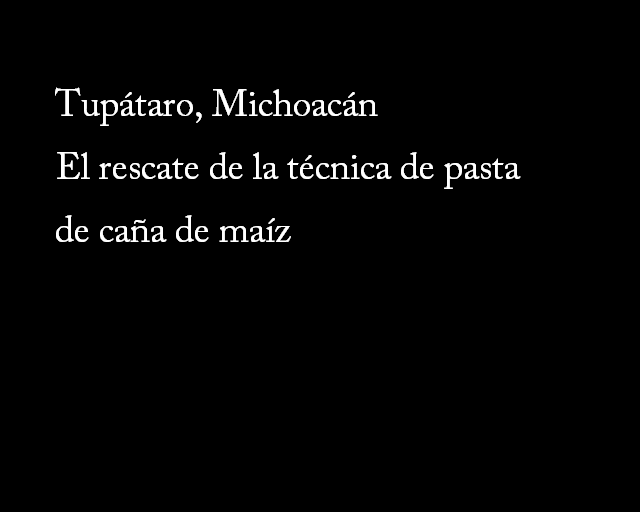 Tupátaro, Michoacán
El rescate de la técnica de pasta
de caña de maíz